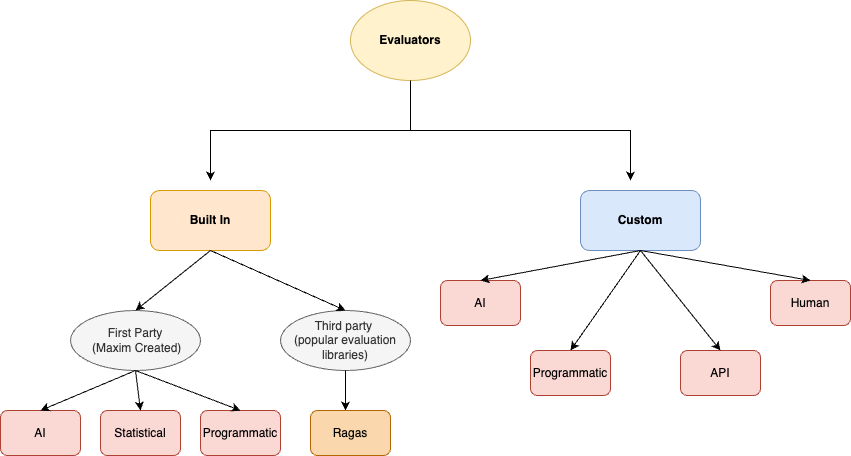 Evaluators
Built In
Custom
AI
Human
First Party
(Maxim Created)
Third party
(popular evaluation
libraries)
Programmatic
API
AI
Statistical
Programmatic
Ragas